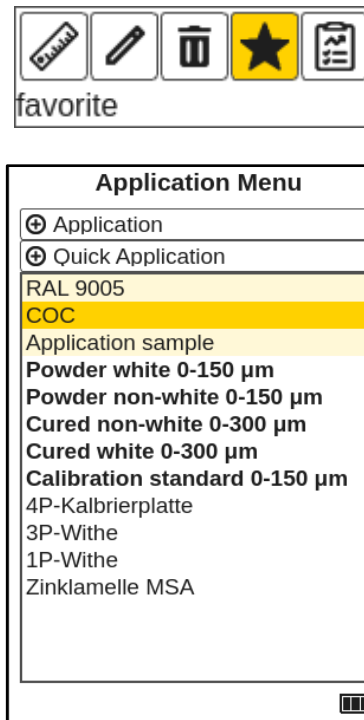 favorite
Application Menu
Application
Quick Application
RAL 9005
COC
Application sample
Powder white 0-150 µm
Powder non-white 0-150 µm
Cured non-white 0-300 µm
Cured white 0-300 µm
Calibration standard 0-150 µm
4P-Kalbrierplatte
3P-Withe
1P-Withe
Zinklamelle MSA